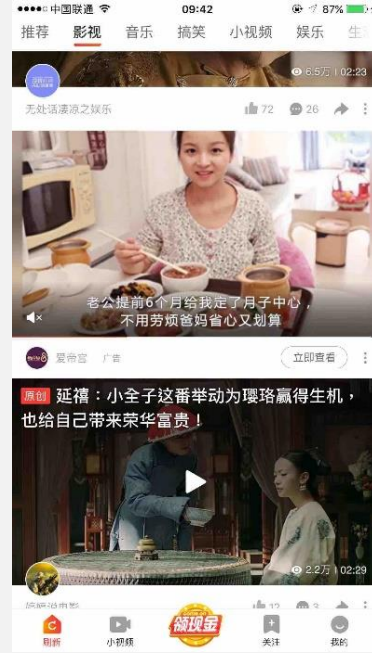 中国联通 09:42 87%
推荐 影视 音乐 搞笑 小视频 娱乐
6.5万 02:23
无处话凄凉之娱乐 72 26
老公提前6个月给我定了月子中心，
不用劳烦爸妈省心又划算
爱帝宫 广告 立即查看
原创 延禧：小全子这番举动为璎珞赢得生机，
也给自己带来荣华富贵！
2.2万 02:29
12 3
刷新 小视频 领现金 关注 我的